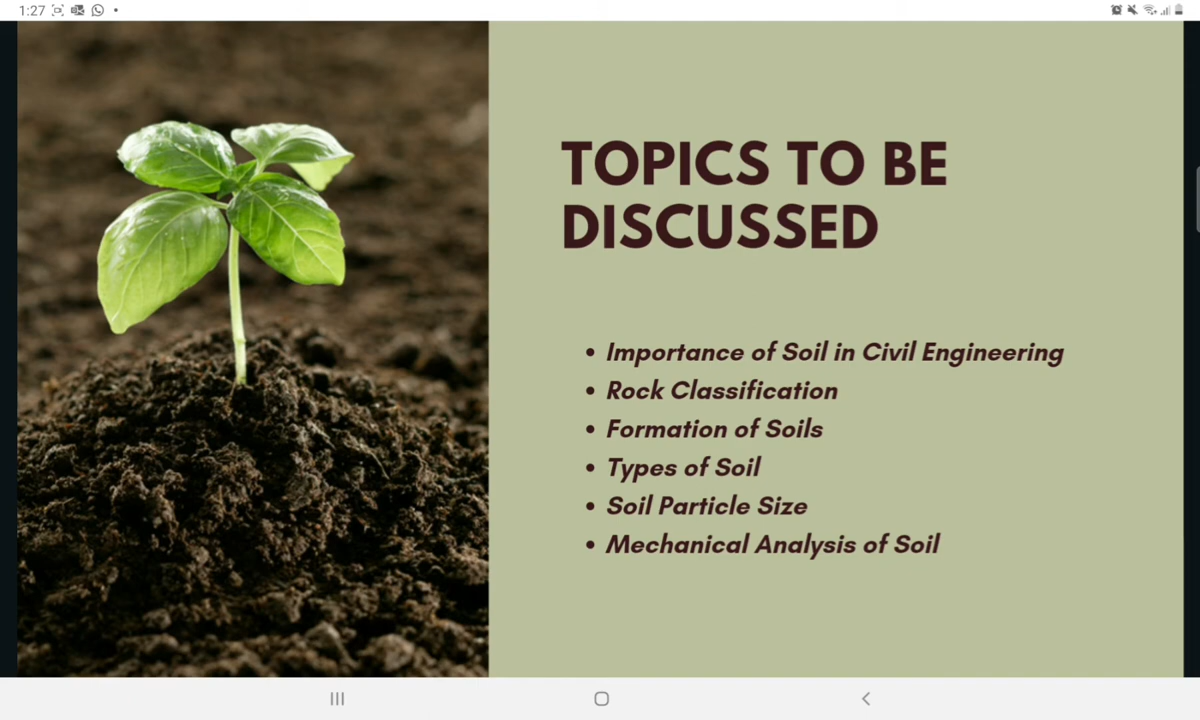 1:27
TOPICS TO BE
DISCUSSED
• Importance of Soil in Civil Engineering
• Rock Classification
• Formation of Soils
• Types of Soil
• Soil Particle Size
• Mechanical Analysis of Soil